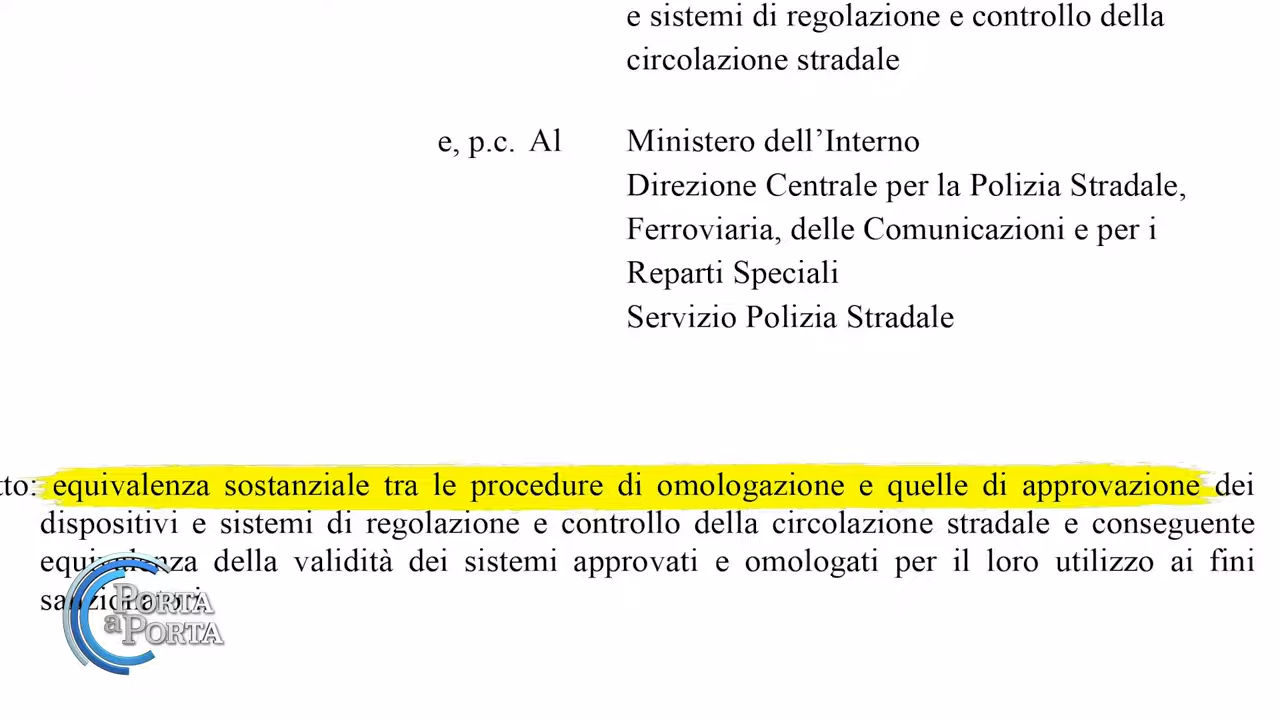 e sistemi di regolazione e controllo della
circolazione stradale
e, p.c. Al Ministero dell’Interno
Direzione Centrale per la Polizia Stradale,
Ferroviaria, delle Comunicazioni e per i
Reparti Speciali
Servizio Polizia Stradale
tto: equivalenza sostanziale tra le procedure di omologazione e quelle di approvazione dei
dispositivi e sistemi di regolazione e controllo della circolazione stradale e conseguente
equivalenza della validità dei sistemi approvati e omologati per il loro utilizzo ai fini
sanzionatori.
PORTA
a PORTA